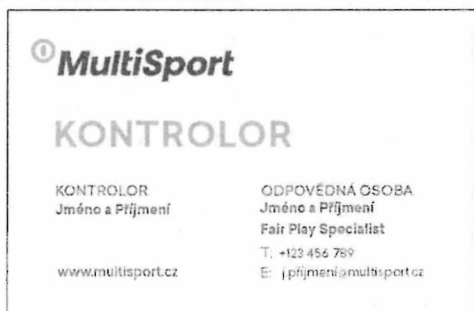 MultiSport
KONTROLOR
KONTROLOR
Jméno a Příjmení
www.multisport.cz
ODPOVĚDNÁ OSOBA
Jméno a Příjmení
Fair Play Specialist
T: +123 456 789
E: j.příjmení@multisport.cz